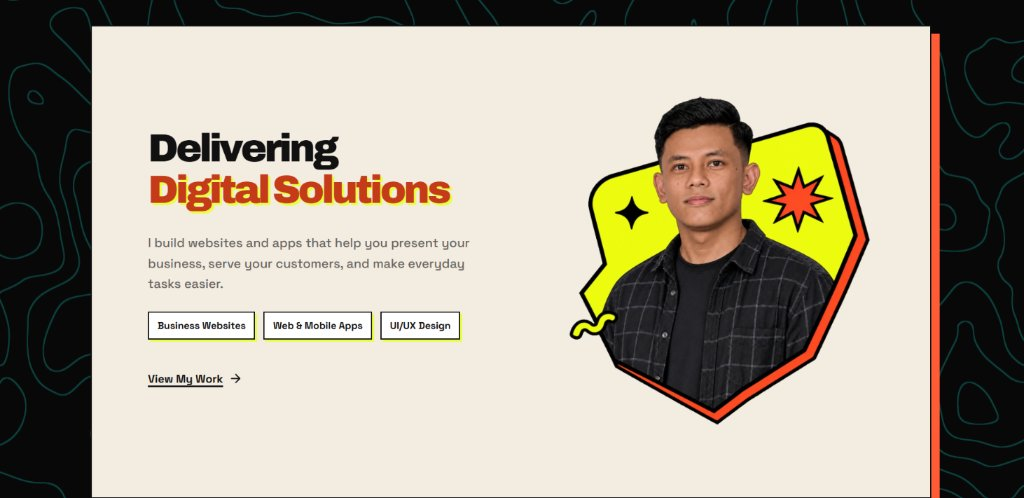 Delivering
Digital Solutions
I build websites and apps that help you present your
business, serve your customers, and make everyday
tasks easier.
Business Websites
Web & Mobile Apps
UI/UX Design
View My Work →